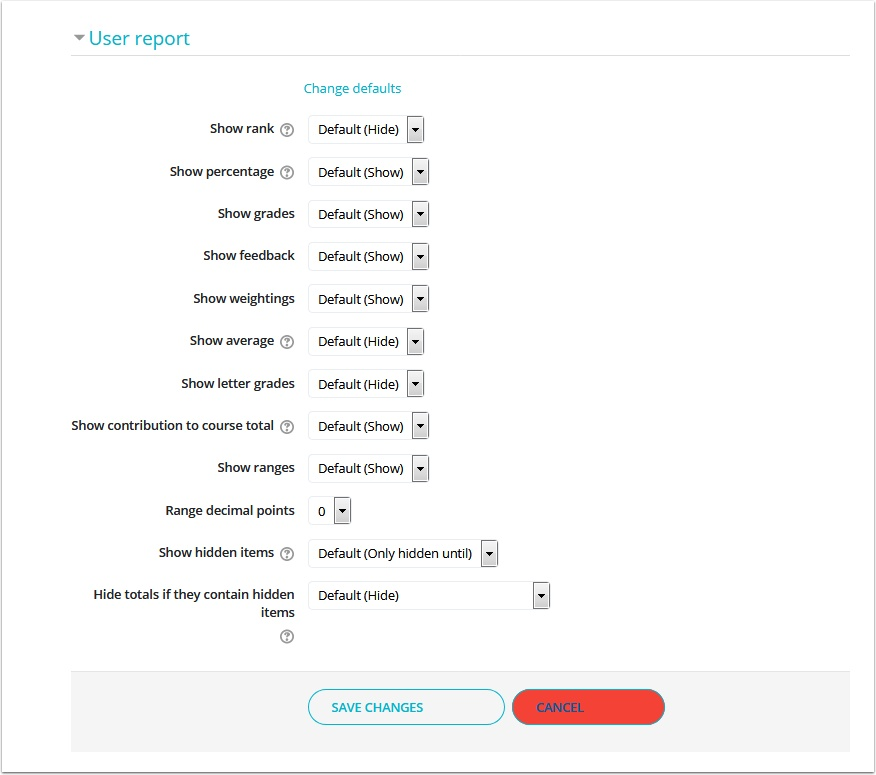 User report
Change defaults
Show rank ? Default (Hide)
Show percentage ? Default (Show)
Show grades Default (Show)
Show feedback Default (Show)
Show weightings Default (Show)
Show average ? Default (Hide)
Show letter grades Default (Hide)
Show contribution to course total ? Default (Show)
Show ranges Default (Show)
Range decimal points 0
Show hidden items ? Default (Only hidden until)
Hide totals if they contain hidden Default (Hide)
items
?
SAVE CHANGES CANCEL